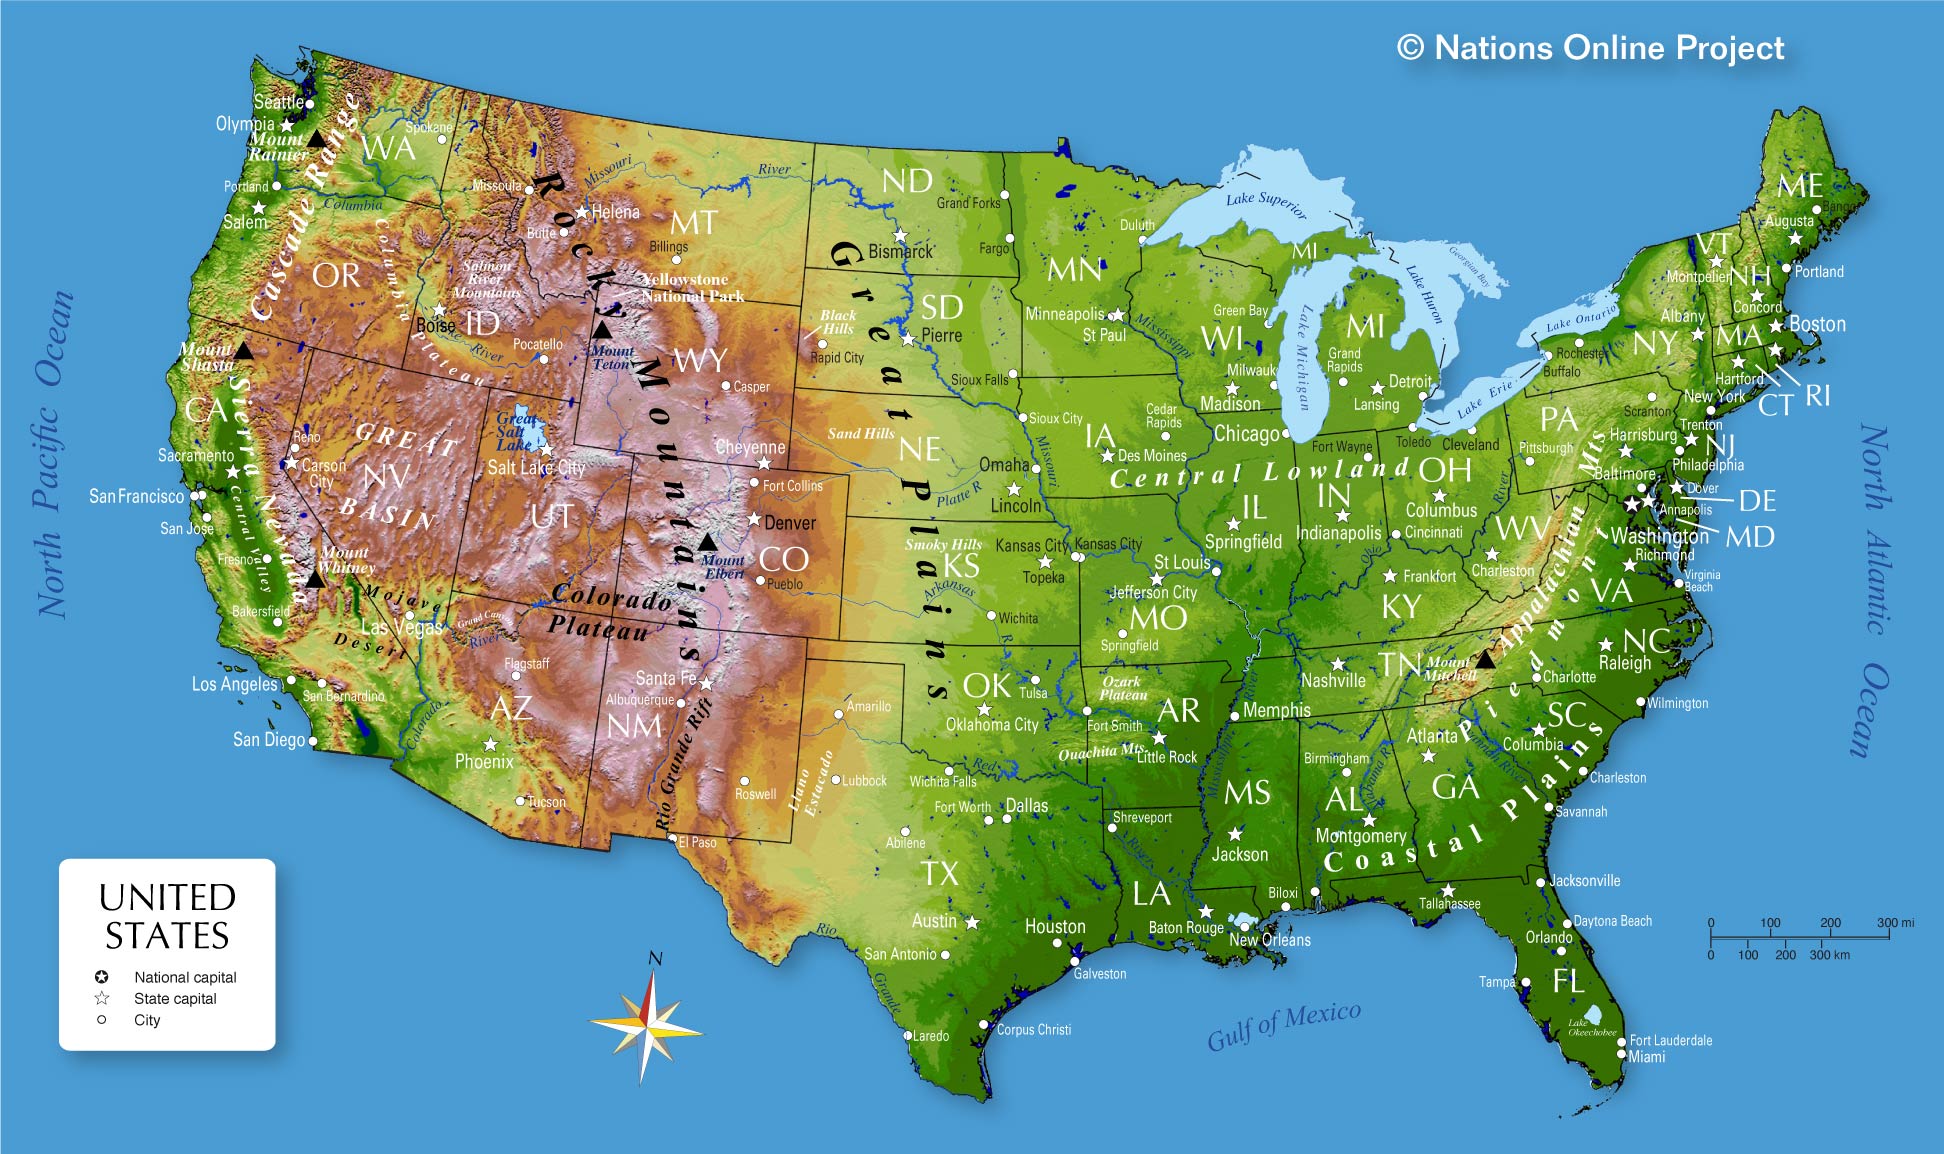 © Nations Online Project
North Pacific Ocean
North Atlantic Ocean
Gulf of Mexico
Seattle
Olympia
Mount
Rainier
WA
Spokane
Cascade Range
Portland
Columbia
Salem
OR
Columbia
Plateau
Missoula
Rocky Mountains
Missouri
River
Helena
Butte
MT
Billings
Salmon
River
Mountains
Yellowstone
National Park
Boise
ID
River
Pocatello
Mount
Teton
WY
Casper
Cheyenne
ND
Grand Forks
Fargo
Bismarck
Great Plains
SD
Pierre
Black
Hills
Rapid City
Sioux Falls
MN
Duluth
Minneapolis
St Paul
Mississippi
Lake Superior
MI
Green Bay
WI
Milwauk
Madison
Lake Michigan
MI
Grand
Rapids
Lansing
Detroit
Lake Huron
Georgian Bay
Lake Ontario
Lake Erie
Rochester
Buffalo
NY
Albany
VT
Montpelier
NH
Concord
ME
Bango
Augusta
Portland
MA
Boston
Hartford
CT
RI
New York
Mount
Shasta
CA
Sierra Nevada
Reno
Carson
City
Sacramento
San Francisco
San Jose
Central Valley
Fresno
Bakersfield
Mount
Whitney
GREAT
NV
BASIN
Great
Salt
Lake
Salt Lake City
UT
Mojave
Desert
Las Vegas
Grand Canyon
River
Colorado
Plateau
Fort Collins
Denver
CO
Mount
Elbert
Pueblo
Sand Hills
NE
Platte R
Omaha
Lincoln
Sioux City
Missouri
IA
Cedar
Rapids
Des Moines
Central Lowland
Chicago
Fort Wayne
Toledo
Cleveland
PA
Scranton
Pittsburgh
Harrisburg
Trenton
NJ
Philadelphia
Baltimore
Dover
DE
Annapolis
MD
Washington
Richmond
Virginia
Beach
VA
OH
Columbus
Cincinnati
River
Ohio
IN
Indianapolis
IL
Springfield
WV
Charleston
Appalachian Mts
Smoky Hills
KS
Kansas City
Kansas City
Topeka
Arkansas
Wichita
R
St Louis
Jefferson City
MO
Springfield
Frankfort
KY
Los Angeles
San Bernardino
San Diego
Colorado
Flagstaff
AZ
Phoenix
Tucson
Santa Fe
Albuquerque
NM
Rio Grande Rift
Roswell
El Paso
Amarillo
Llano
Estacado
Lubbock
OK
Tulsa
Oklahoma City
Ozark
Plateau
AR
Fort Smith
Ouachita Mts.
Little Rock
Memphis
Mississippi River
TN
Nashville
Mount
Mitchell
Piedmont
NC
Raleigh
Charlotte
Wilmington
SC
Columbia
Charleston
Savannah River
Savannah
Atlanta
GA
Coastal Plains
Birmingham
AL
Alabama R
Montgomery
MS
Jackson
Biloxi
Mobile
Red
River
Wichita Falls
Fort Worth
Dallas
Abilene
TX
Shreveport
LA
Baton Rouge
New Orleans
Austin
San Antonio
Houston
Galveston
Corpus Christi
Rio
Grande
Laredo
Tallahassee
Jacksonville
Daytona Beach
Orlando
Tampa
FL
Lake
Okeechobee
Fort Lauderdale
Miami
UNITED
STATES
National capital
State capital
City
N
0 100 200 300 mi
0 100 200 300 km